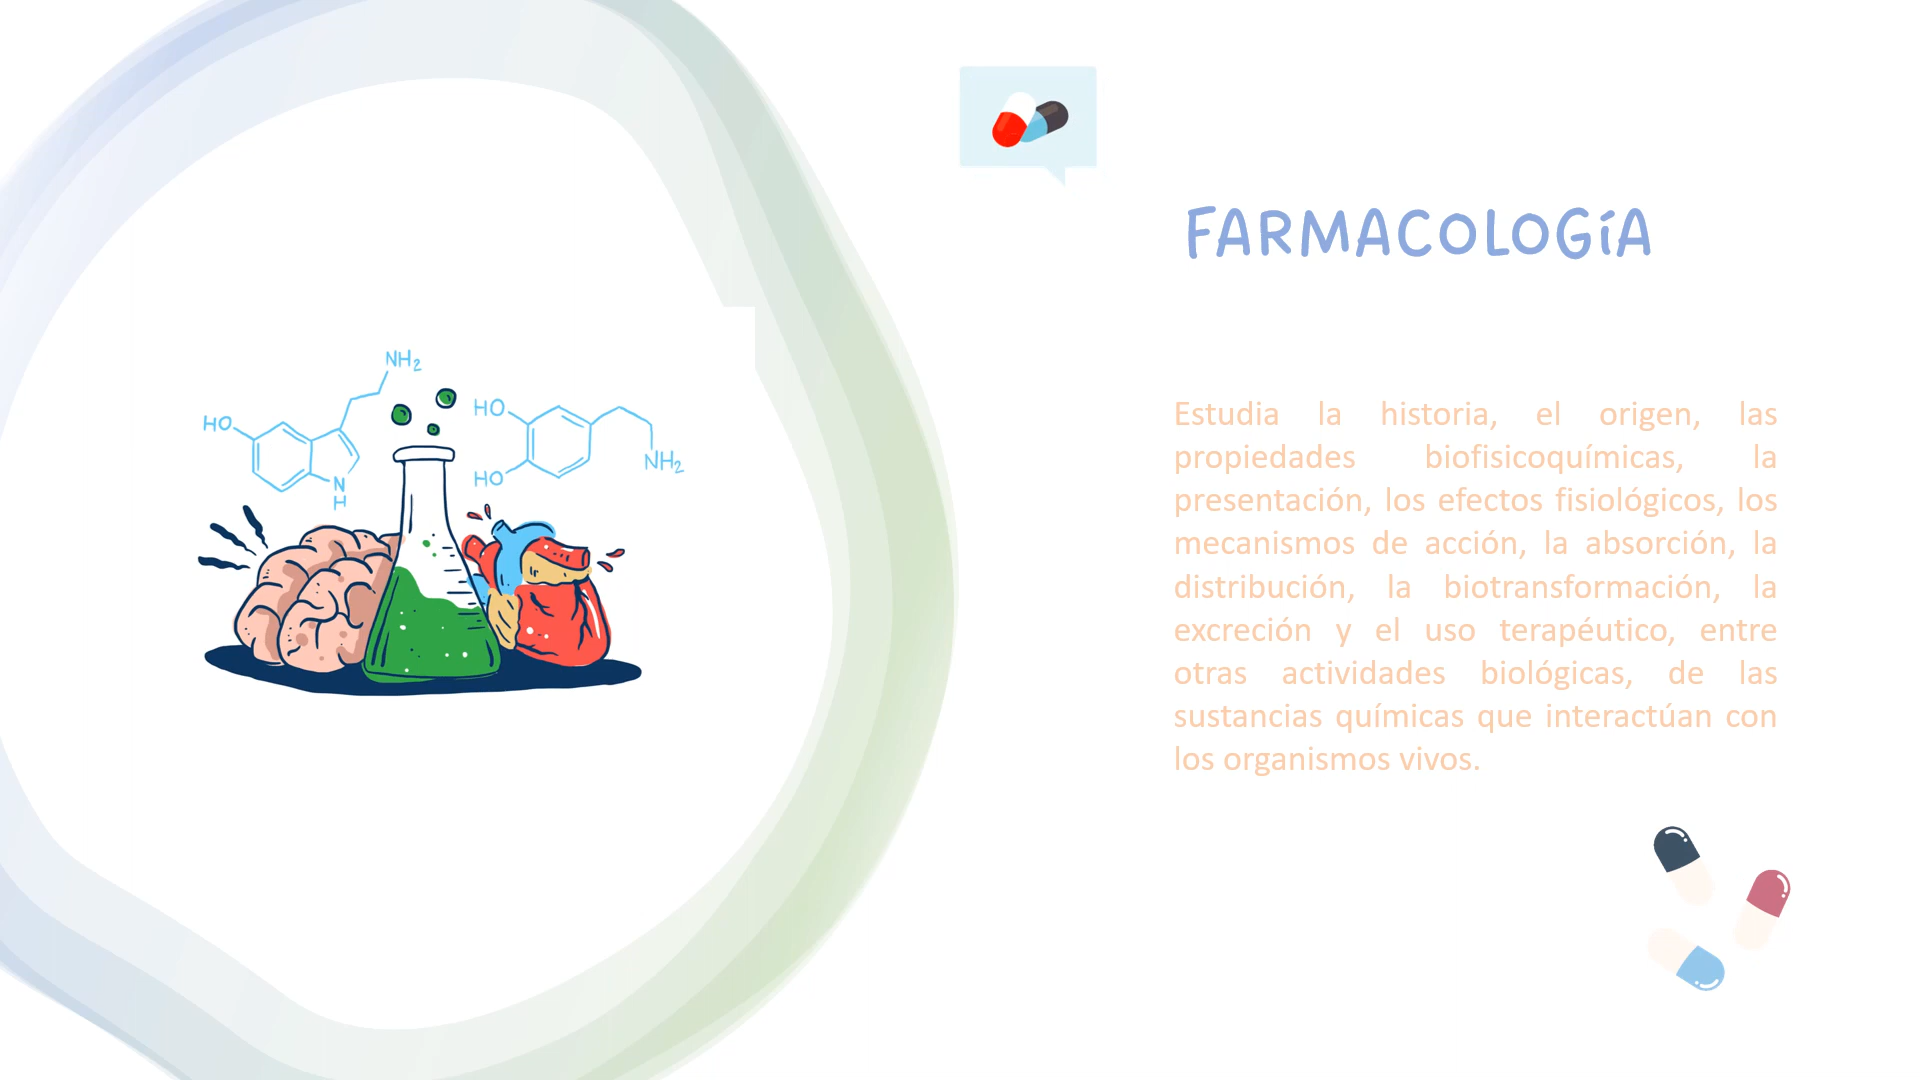 FARMACOLOGíA
NH2
HO
HO
N
H
HO
NH2
Estudia la historia, el origen, las
propiedades biofisicoquímicas, la
presentación, los efectos fisiológicos, los
mecanismos de acción, la absorción, la
distribución, la biotransformación, la
excreción y el uso terapéutico, entre
otras actividades biológicas, de las
sustancias químicas que interactúan con
los organismos vivos.